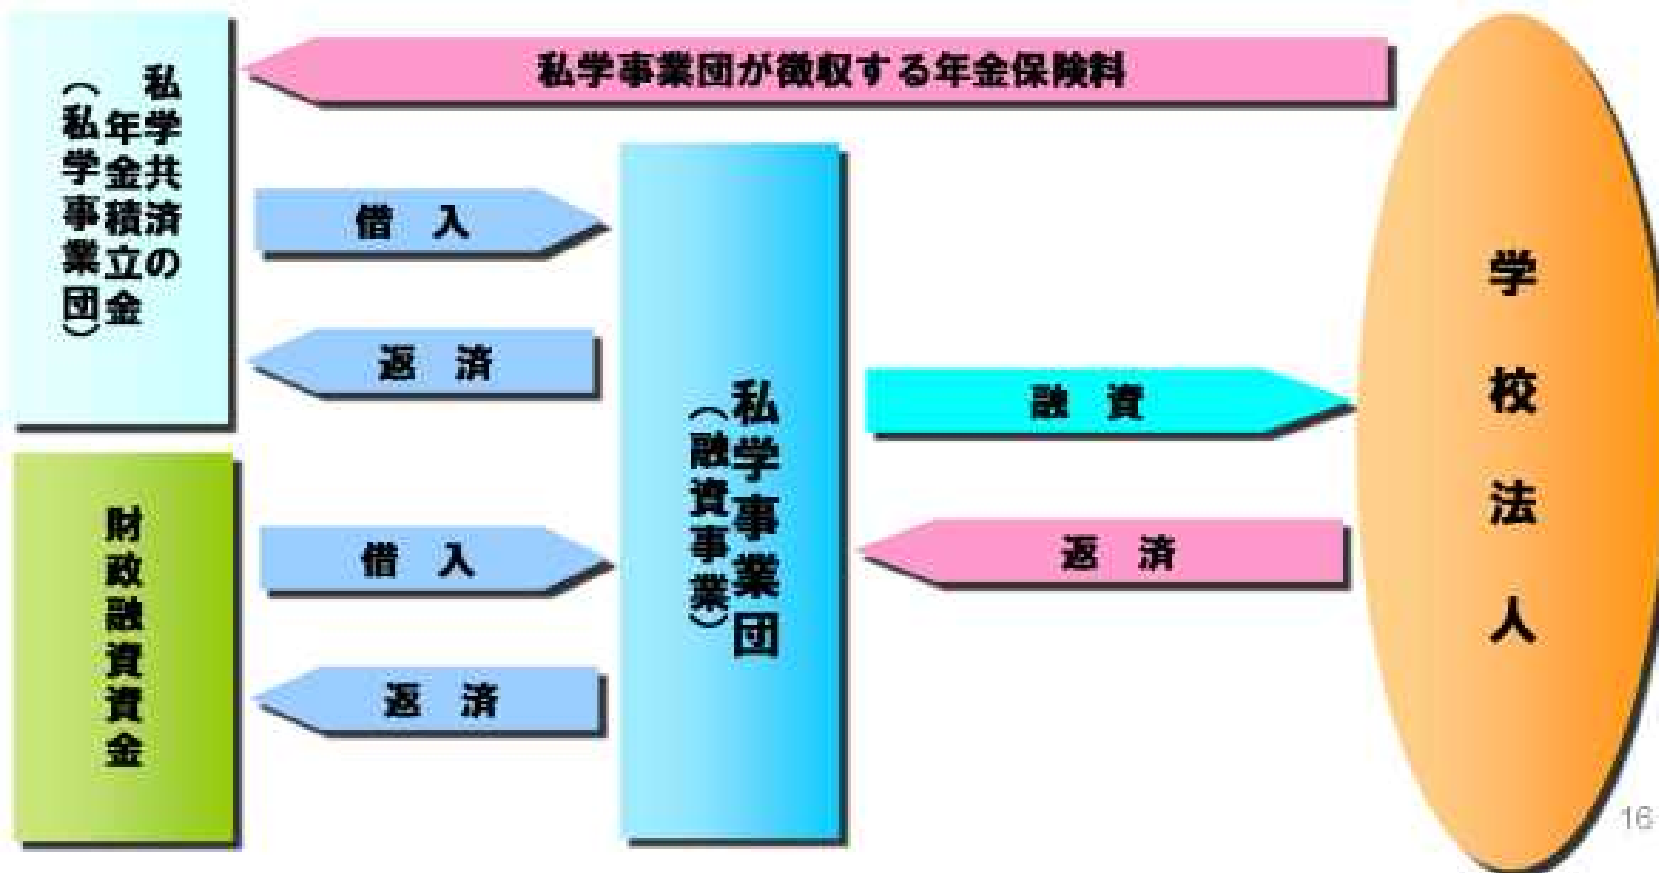 私学事業団が徴収する年金保険料
私学共済の
年金積立金
（私学事業団）
借 入
返 済
財政融資資金
借 入
返 済
私学事業団
（融資事業）
融 資
返 済
学校法人
16